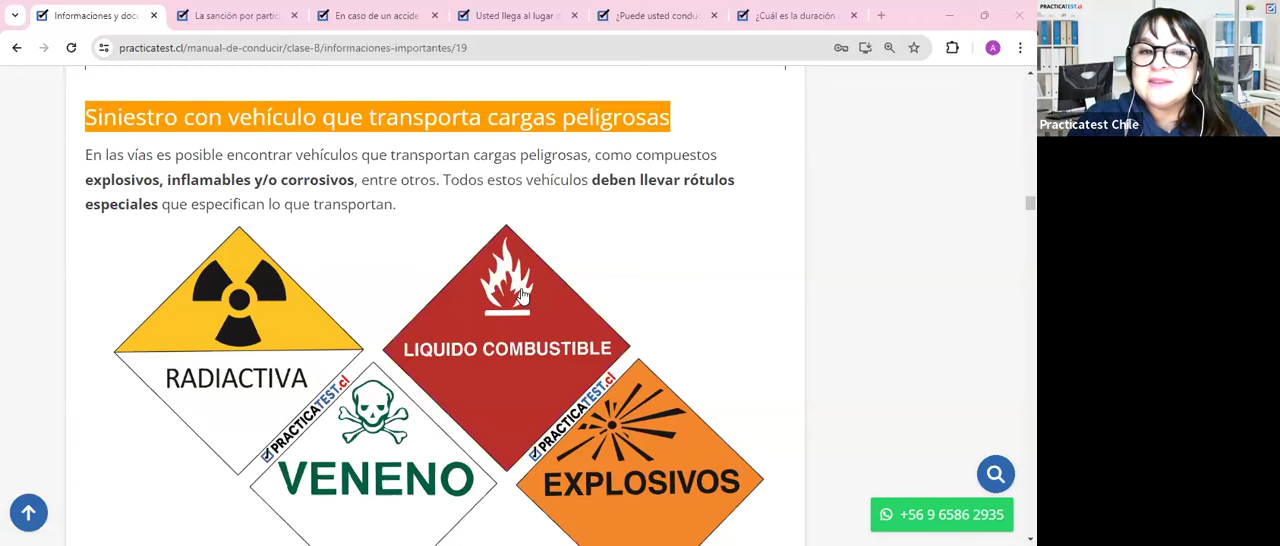 Informaciones y docu
La sanción por partici
En caso de un accide
Usted llega al lugar d
¿Puede usted condu
¿Cuál es la duración
practicatest.cl/manual-de-conducir/clase-B/informaciones-importantes/19
A
PRACTICATEST.cl
Practicatest Chile
Siniestro con vehículo que transporta cargas peligrosas
En las vías es posible encontrar vehículos que transportan cargas peligrosas, como compuestos
explosivos, inflamables y/o corrosivos, entre otros. Todos estos vehículos deben llevar rótulos
especiales que especifican lo que transportan.
RADIACTIVA
LIQUIDO COMBUSTIBLE
PRACTICATEST.cl
PRACTICATEST.cl
VENENO
EXPLOSIVOS
+56 9 6586 2935